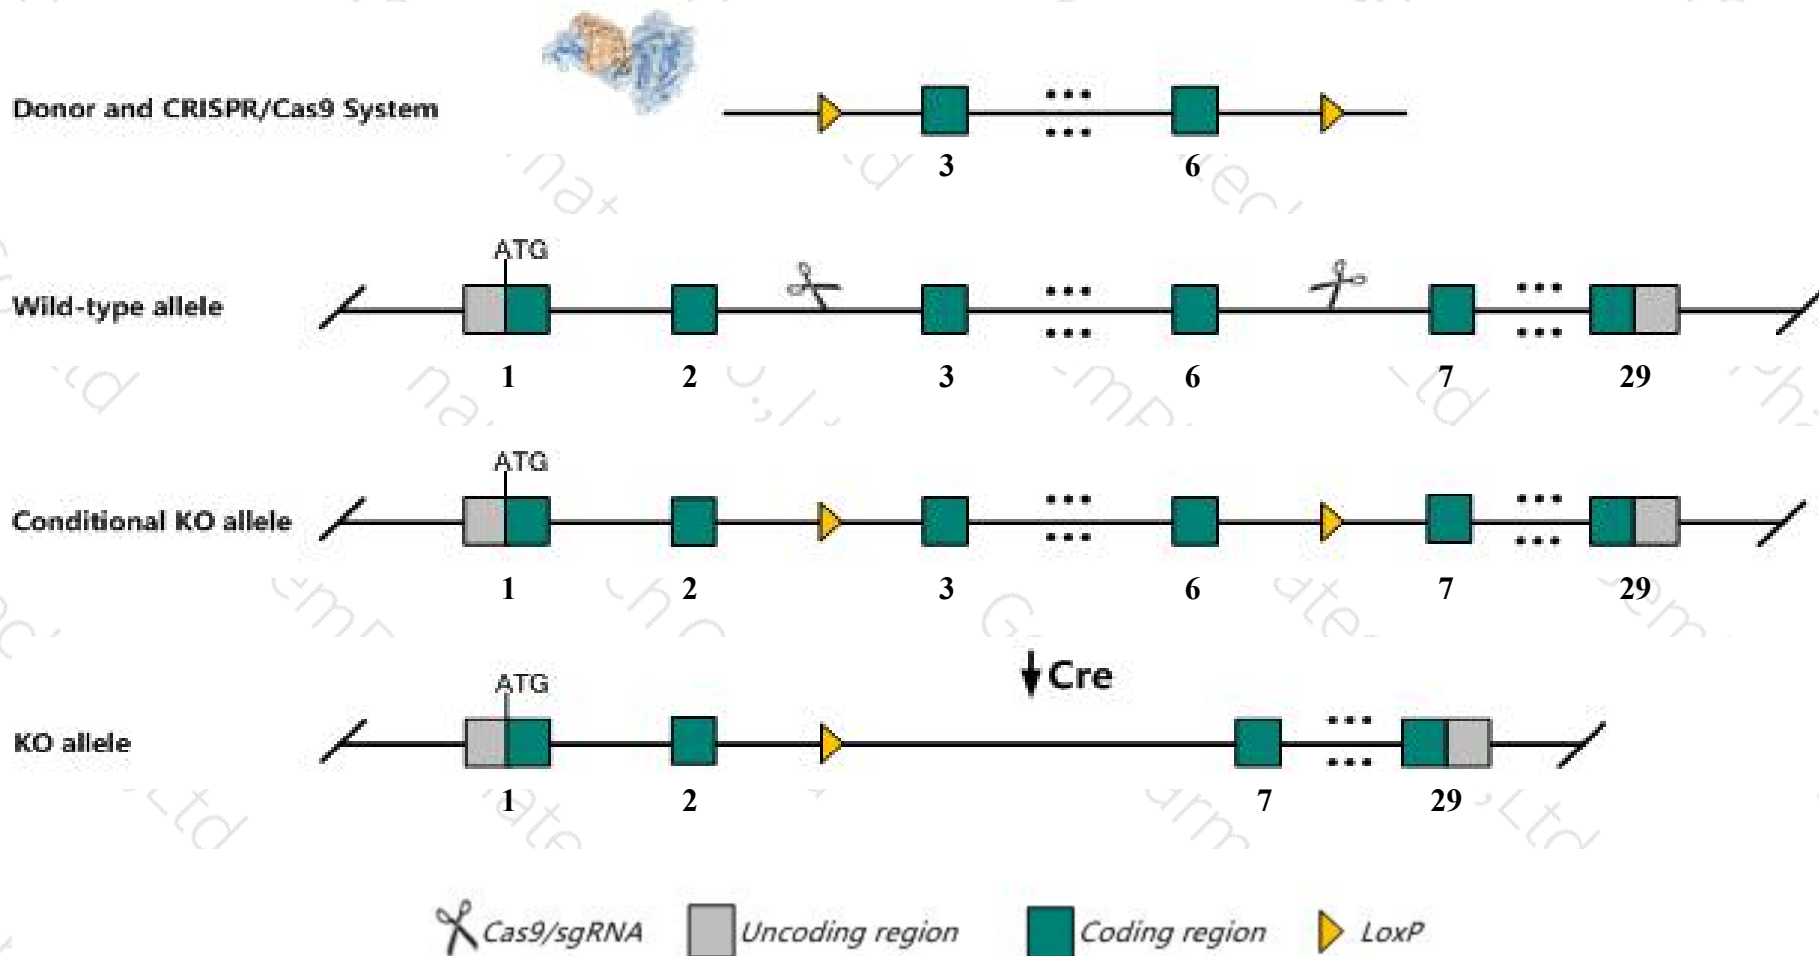 Donor and CRISPR/Cas9 System
3 6
ATG
Wild-type allele
1 2 3 6 7 29
ATG
Conditional KO allele
1 2 3 6 7 29
Cre
ATG
KO allele
1 2 7 29
Cas9/sgRNA Uncoding region Coding region LoxP